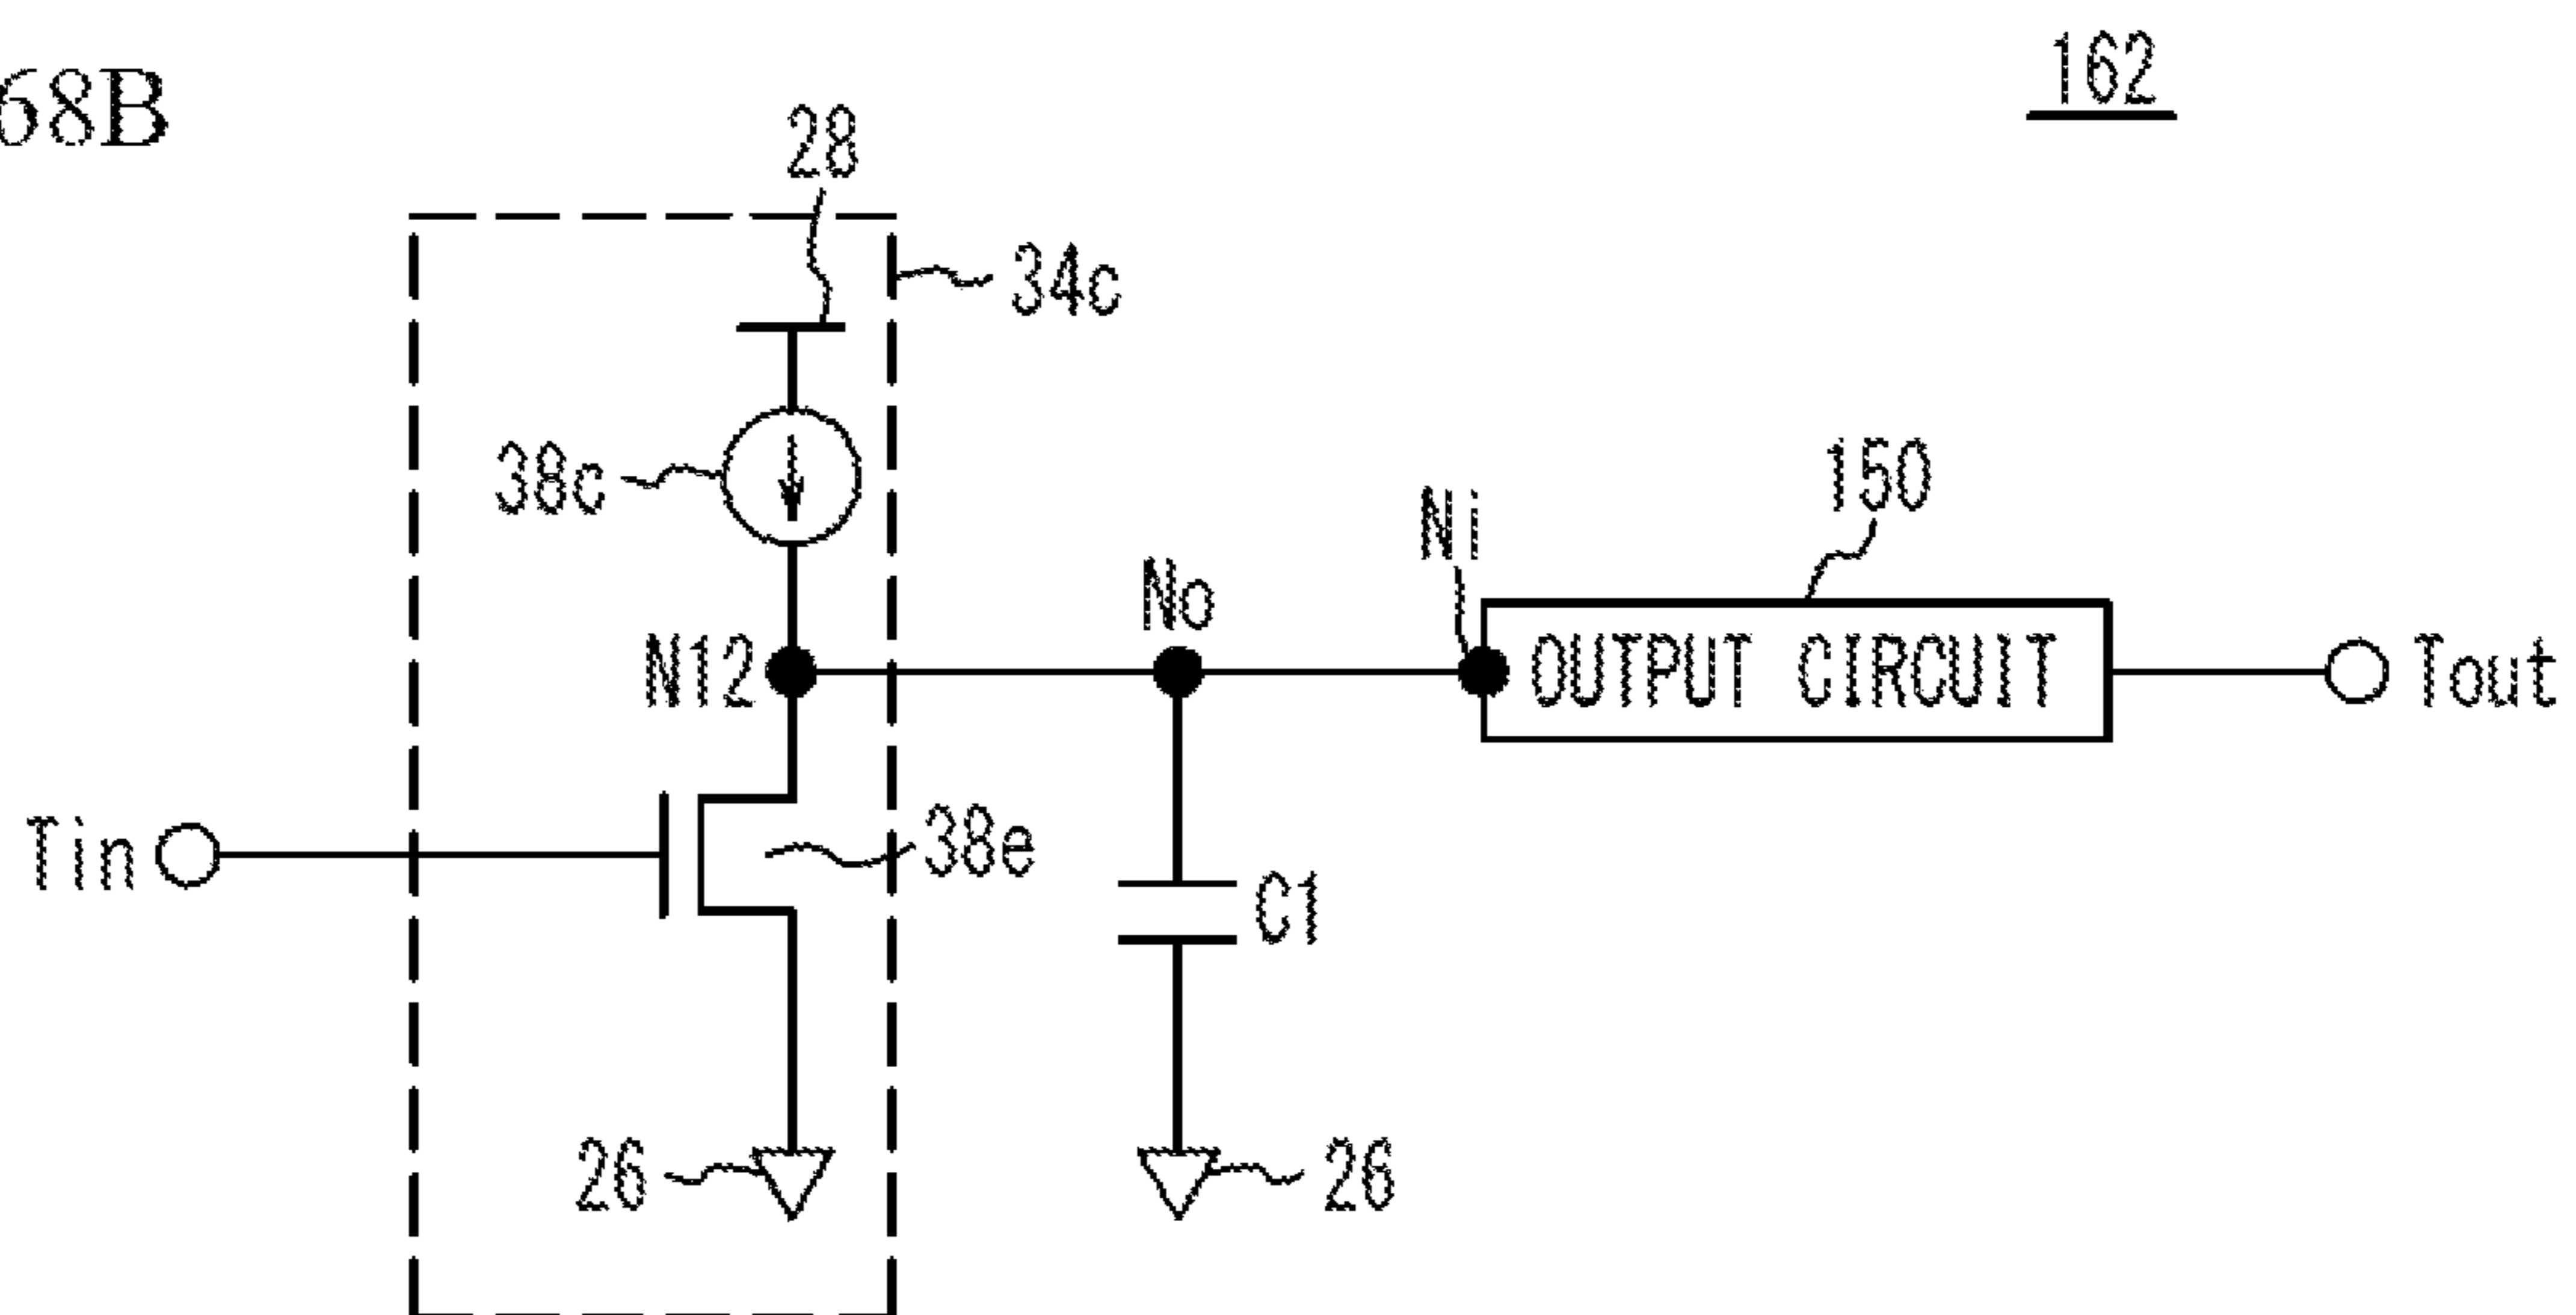 68B
162
28
34c
38c
150
Ni
No
N12
OUTPUT CIRCUIT
Tout
Tin
38e
C1
26
26